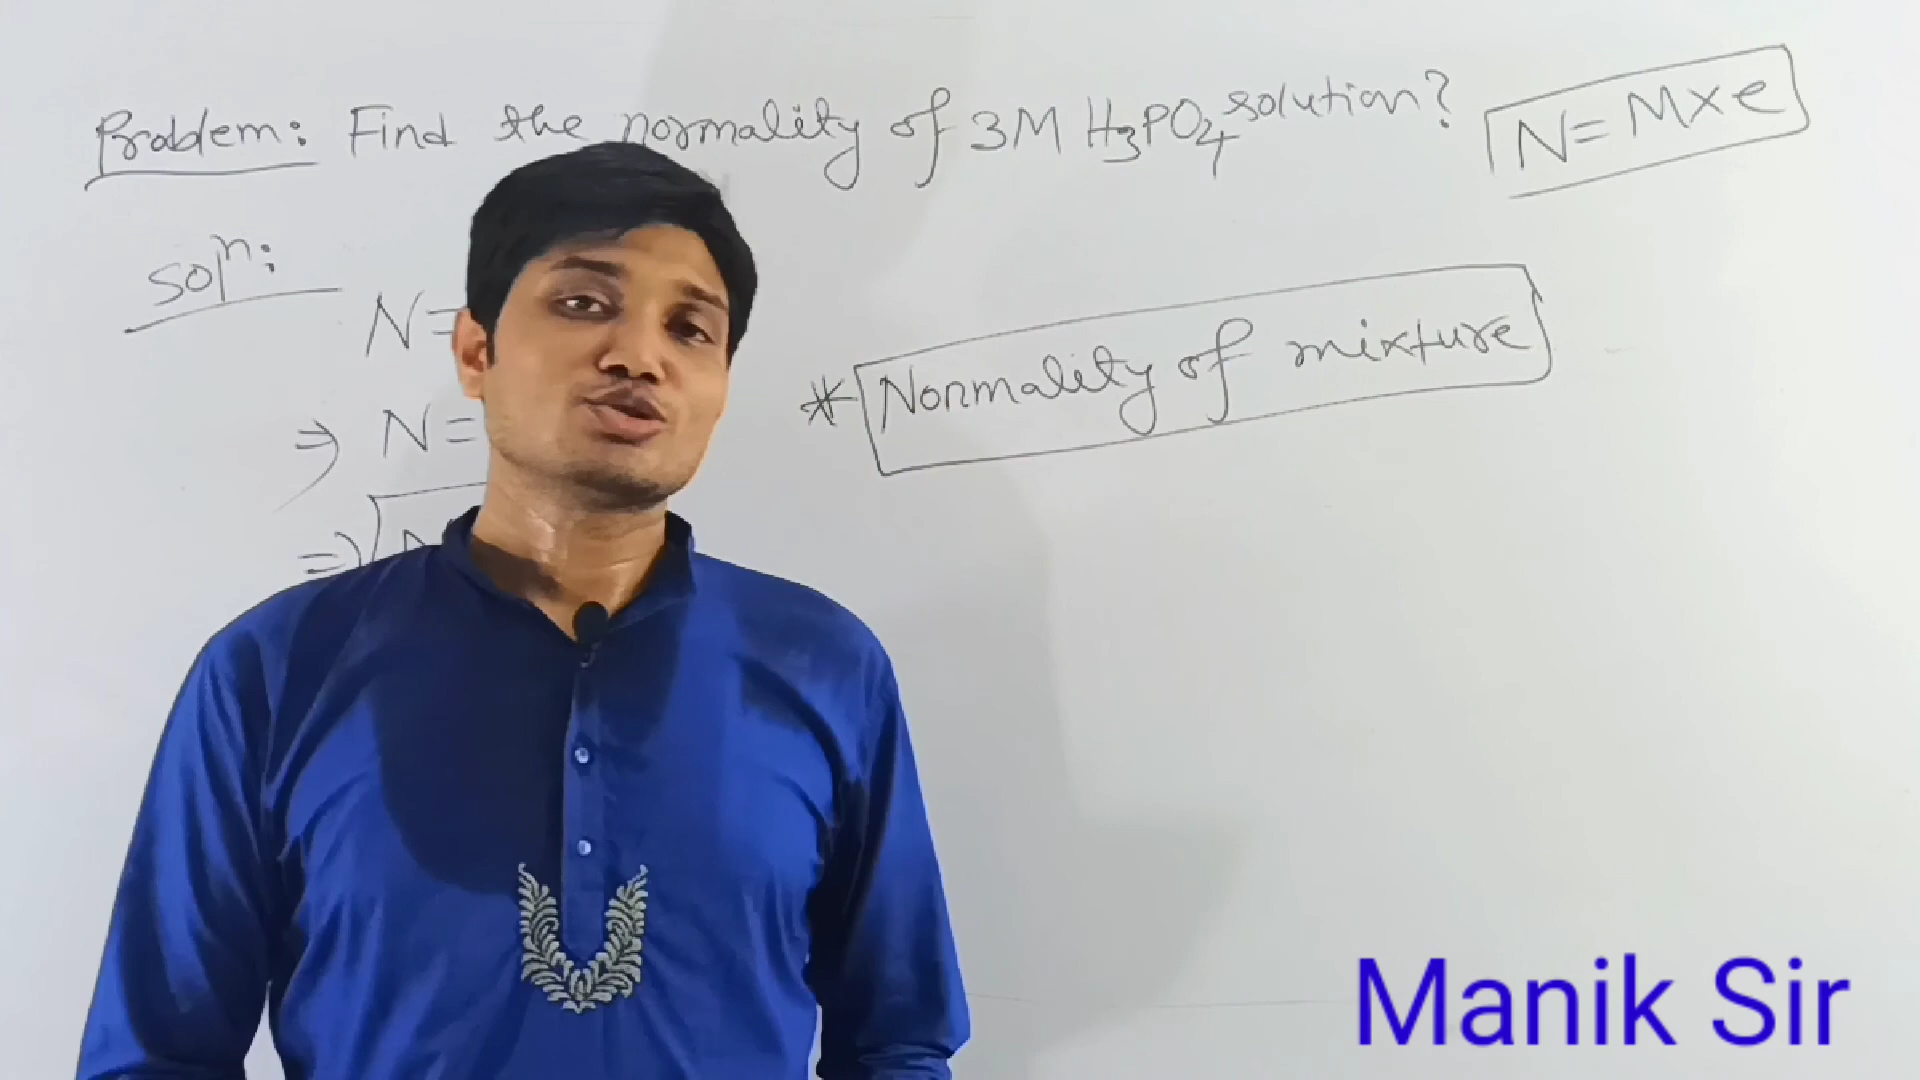 Problem: Find the normality of 3M H₃PO₄ solution?
N = M×e
Solⁿ:
N =
* Normality of mixture
⇒ N =
⇒ N
Manik Sir